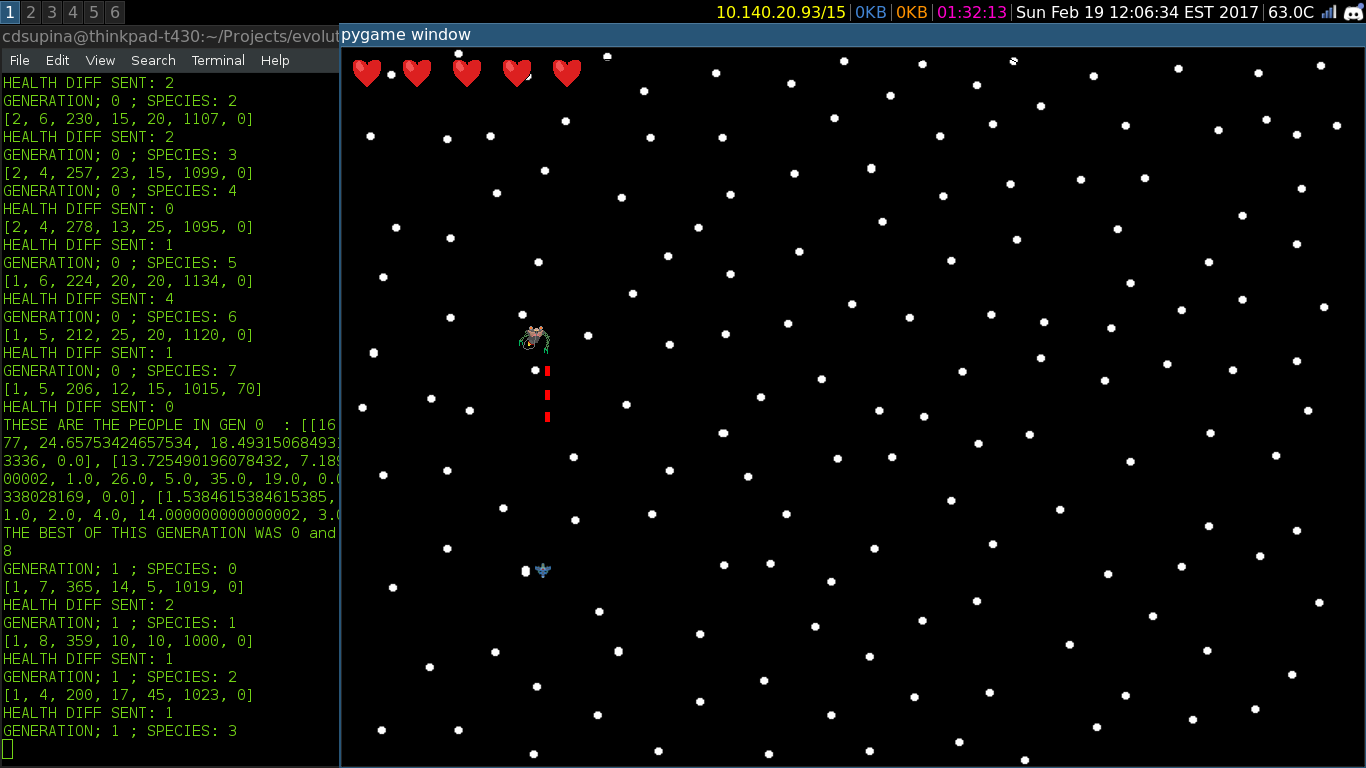 1 2 3 4 5 6
10.140.20.93/15 | 0KB | 0KB | 01:32:13 | Sun Feb 19 12:06:34 EST 2017 | 63.0C
cdsupina@thinkpad-t430:~/Projects/evolut
pygame window
File Edit View Search Terminal Help
HEALTH DIFF SENT: 2
GENERATION; 0 ; SPECIES: 2
[2, 6, 230, 15, 20, 1107, 0]
HEALTH DIFF SENT: 2
GENERATION; 0 ; SPECIES: 3
[2, 4, 257, 23, 15, 1099, 0]
GENERATION; 0 ; SPECIES: 4
HEALTH DIFF SENT: 0
[2, 4, 278, 13, 25, 1095, 0]
HEALTH DIFF SENT: 1
GENERATION; 0 ; SPECIES: 5
[1, 6, 224, 20, 20, 1134, 0]
HEALTH DIFF SENT: 4
GENERATION; 0 ; SPECIES: 6
[1, 5, 212, 25, 20, 1120, 0]
HEALTH DIFF SENT: 1
GENERATION; 0 ; SPECIES: 7
[1, 5, 206, 12, 15, 1015, 70]
HEALTH DIFF SENT: 0
THESE ARE THE PEOPLE IN GEN 0  : [[16
77, 24.65753424657534, 18.49315068493
3336, 0.0], [13.725490196078432, 7.18
00002, 1.0, 26.0, 5.0, 35.0, 19.0, 0.
338028169, 0.0], [1.5384615384615385,
1.0, 2.0, 4.0, 14.000000000000002, 3.
THE BEST OF THIS GENERATION WAS 0 and
8
GENERATION; 1 ; SPECIES: 0
[1, 7, 365, 14, 5, 1019, 0]
HEALTH DIFF SENT: 2
GENERATION; 1 ; SPECIES: 1
[1, 8, 359, 10, 10, 1000, 0]
HEALTH DIFF SENT: 1
GENERATION; 1 ; SPECIES: 2
[1, 4, 200, 17, 45, 1023, 0]
HEALTH DIFF SENT: 1
GENERATION; 1 ; SPECIES: 3